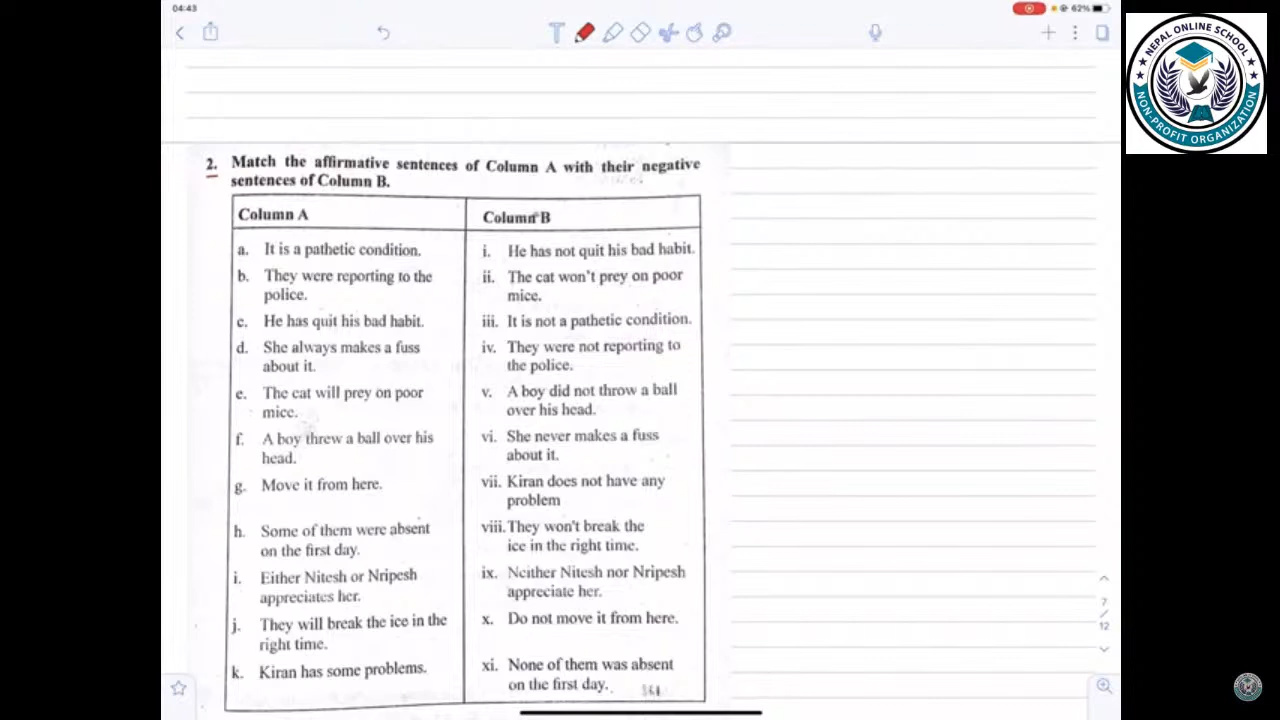 04:43
62%
NEPAL ONLINE SCHOOL
NON-PROFIT ORGANIZATION
2. Match the affirmative sentences of Column A with their negative
sentences of Column B.
Column A
a. It is a pathetic condition.
b. They were reporting to the
police.
c. He has quit his bad habit.
d. She always makes a fuss
about it.
e. The cat will prey on poor
mice.
f. A boy threw a ball over his
head.
g. Move it from here.
h. Some of them were absent
on the first day.
i. Either Nitesh or Nripesh
appreciates her.
j. They will break the ice in the
right time.
k. Kiran has some problems.
Column B
i. He has not quit his bad habit.
ii. The cat won't prey on poor
mice.
iii. It is not a pathetic condition.
iv. They were not reporting to
the police.
v. A boy did not throw a ball
over his head.
vi. She never makes a fuss
about it.
vii. Kiran does not have any
problem
viii. They won't break the
ice in the right time.
ix. Neither Nitesh nor Nripesh
appreciate her.
x. Do not move it from here.
xi. None of them was absent
on the first day.
7
/
12